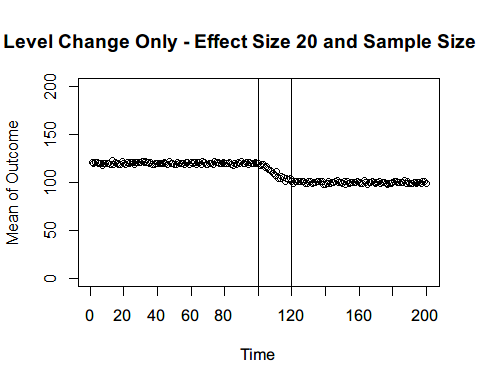 Level Change Only - Effect Size 20 and Sample Size
Mean of Outcome
200
150
100
50
0
0 20 40 60 80 120 160 200
Time